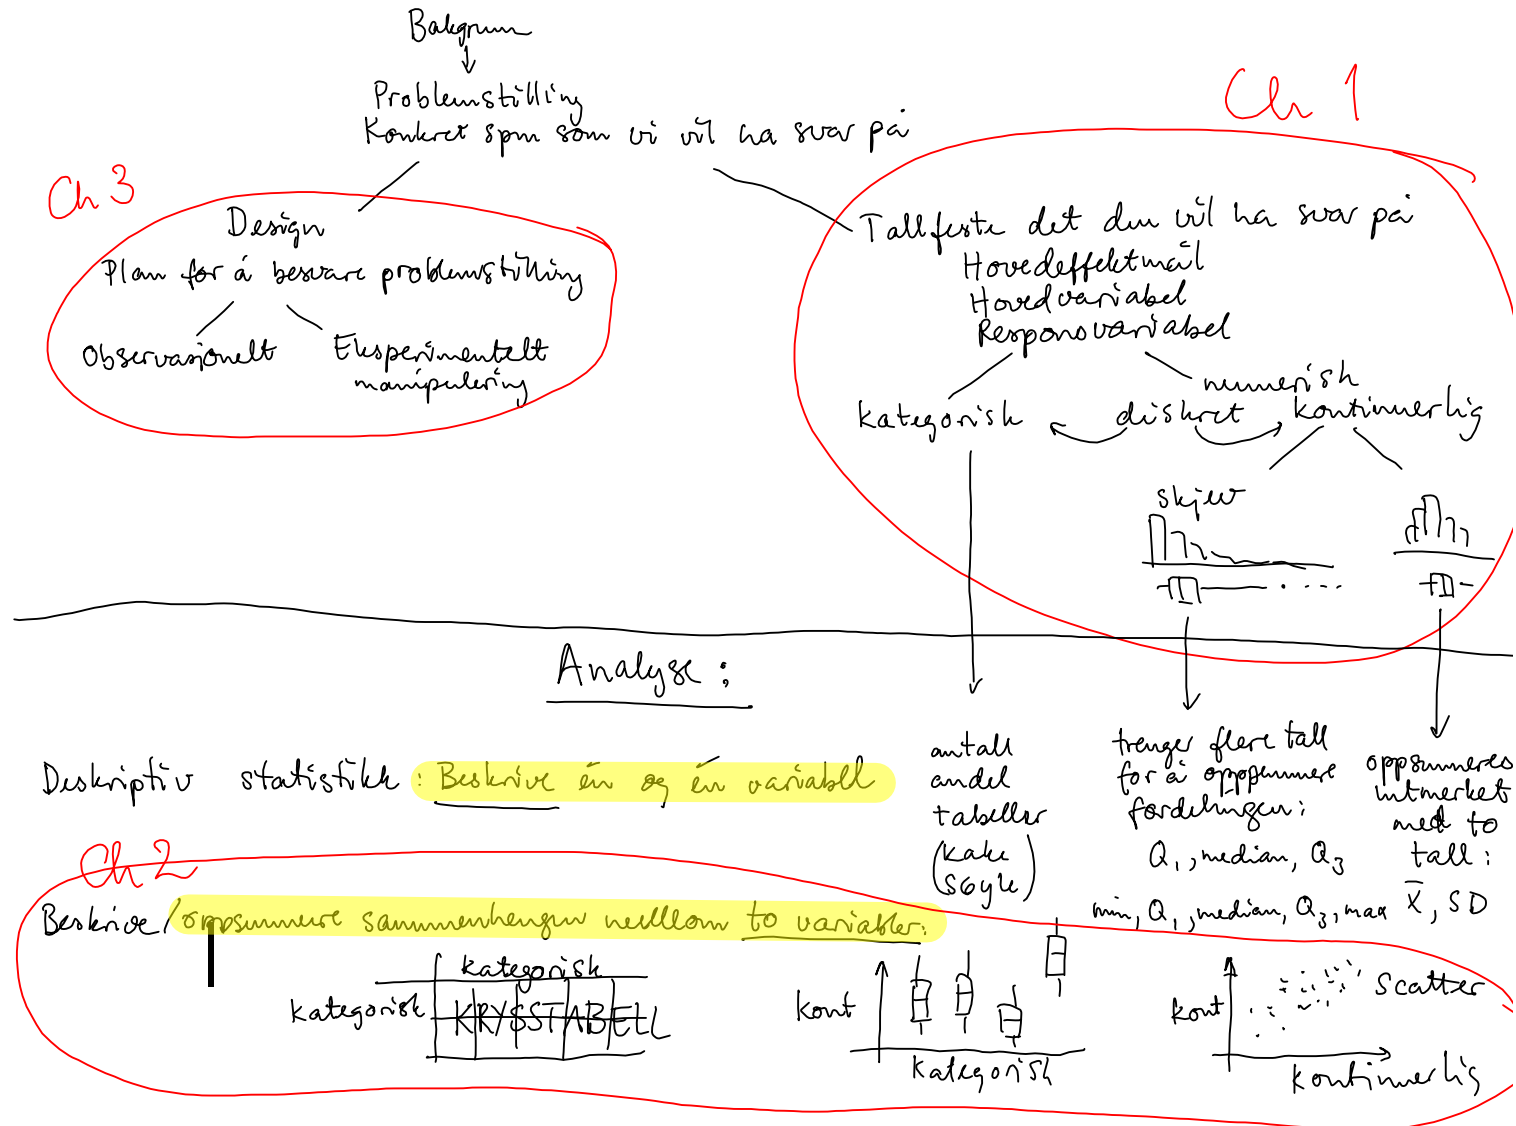 Bakgrunn
Problemstilling
Konkret spm som vi vil ha svar på
Ch 1
Ch 3
Design
Plan for å besvare problemstilling
Observasjonelt
Eksperimentelt
manipulering
Tallfeste det du vil ha svar på
Hovedeffektmål
Hovedvariabel
Responsvariabel
numerisk
kategorisk diskret kontinuerlig
skjev
Analyse:
Deskriptiv statistikk: Beskrive én og én variabel
antall
andel
tabeller
(kake
søyle)
trenger flere tall
for å oppsummere
fordelingen:
Q1, median, Q3
min, Q1, median, Q3, max
oppsummeres
utmerket
med to
tall:
X̄, SD
Ch 2
Beskrive/oppsummere sammenhengen mellom to variabler:
kategorisk
kategorisk
KRYSSTABELL
kont
kategorisk
kont
scatter
kontinuerlig